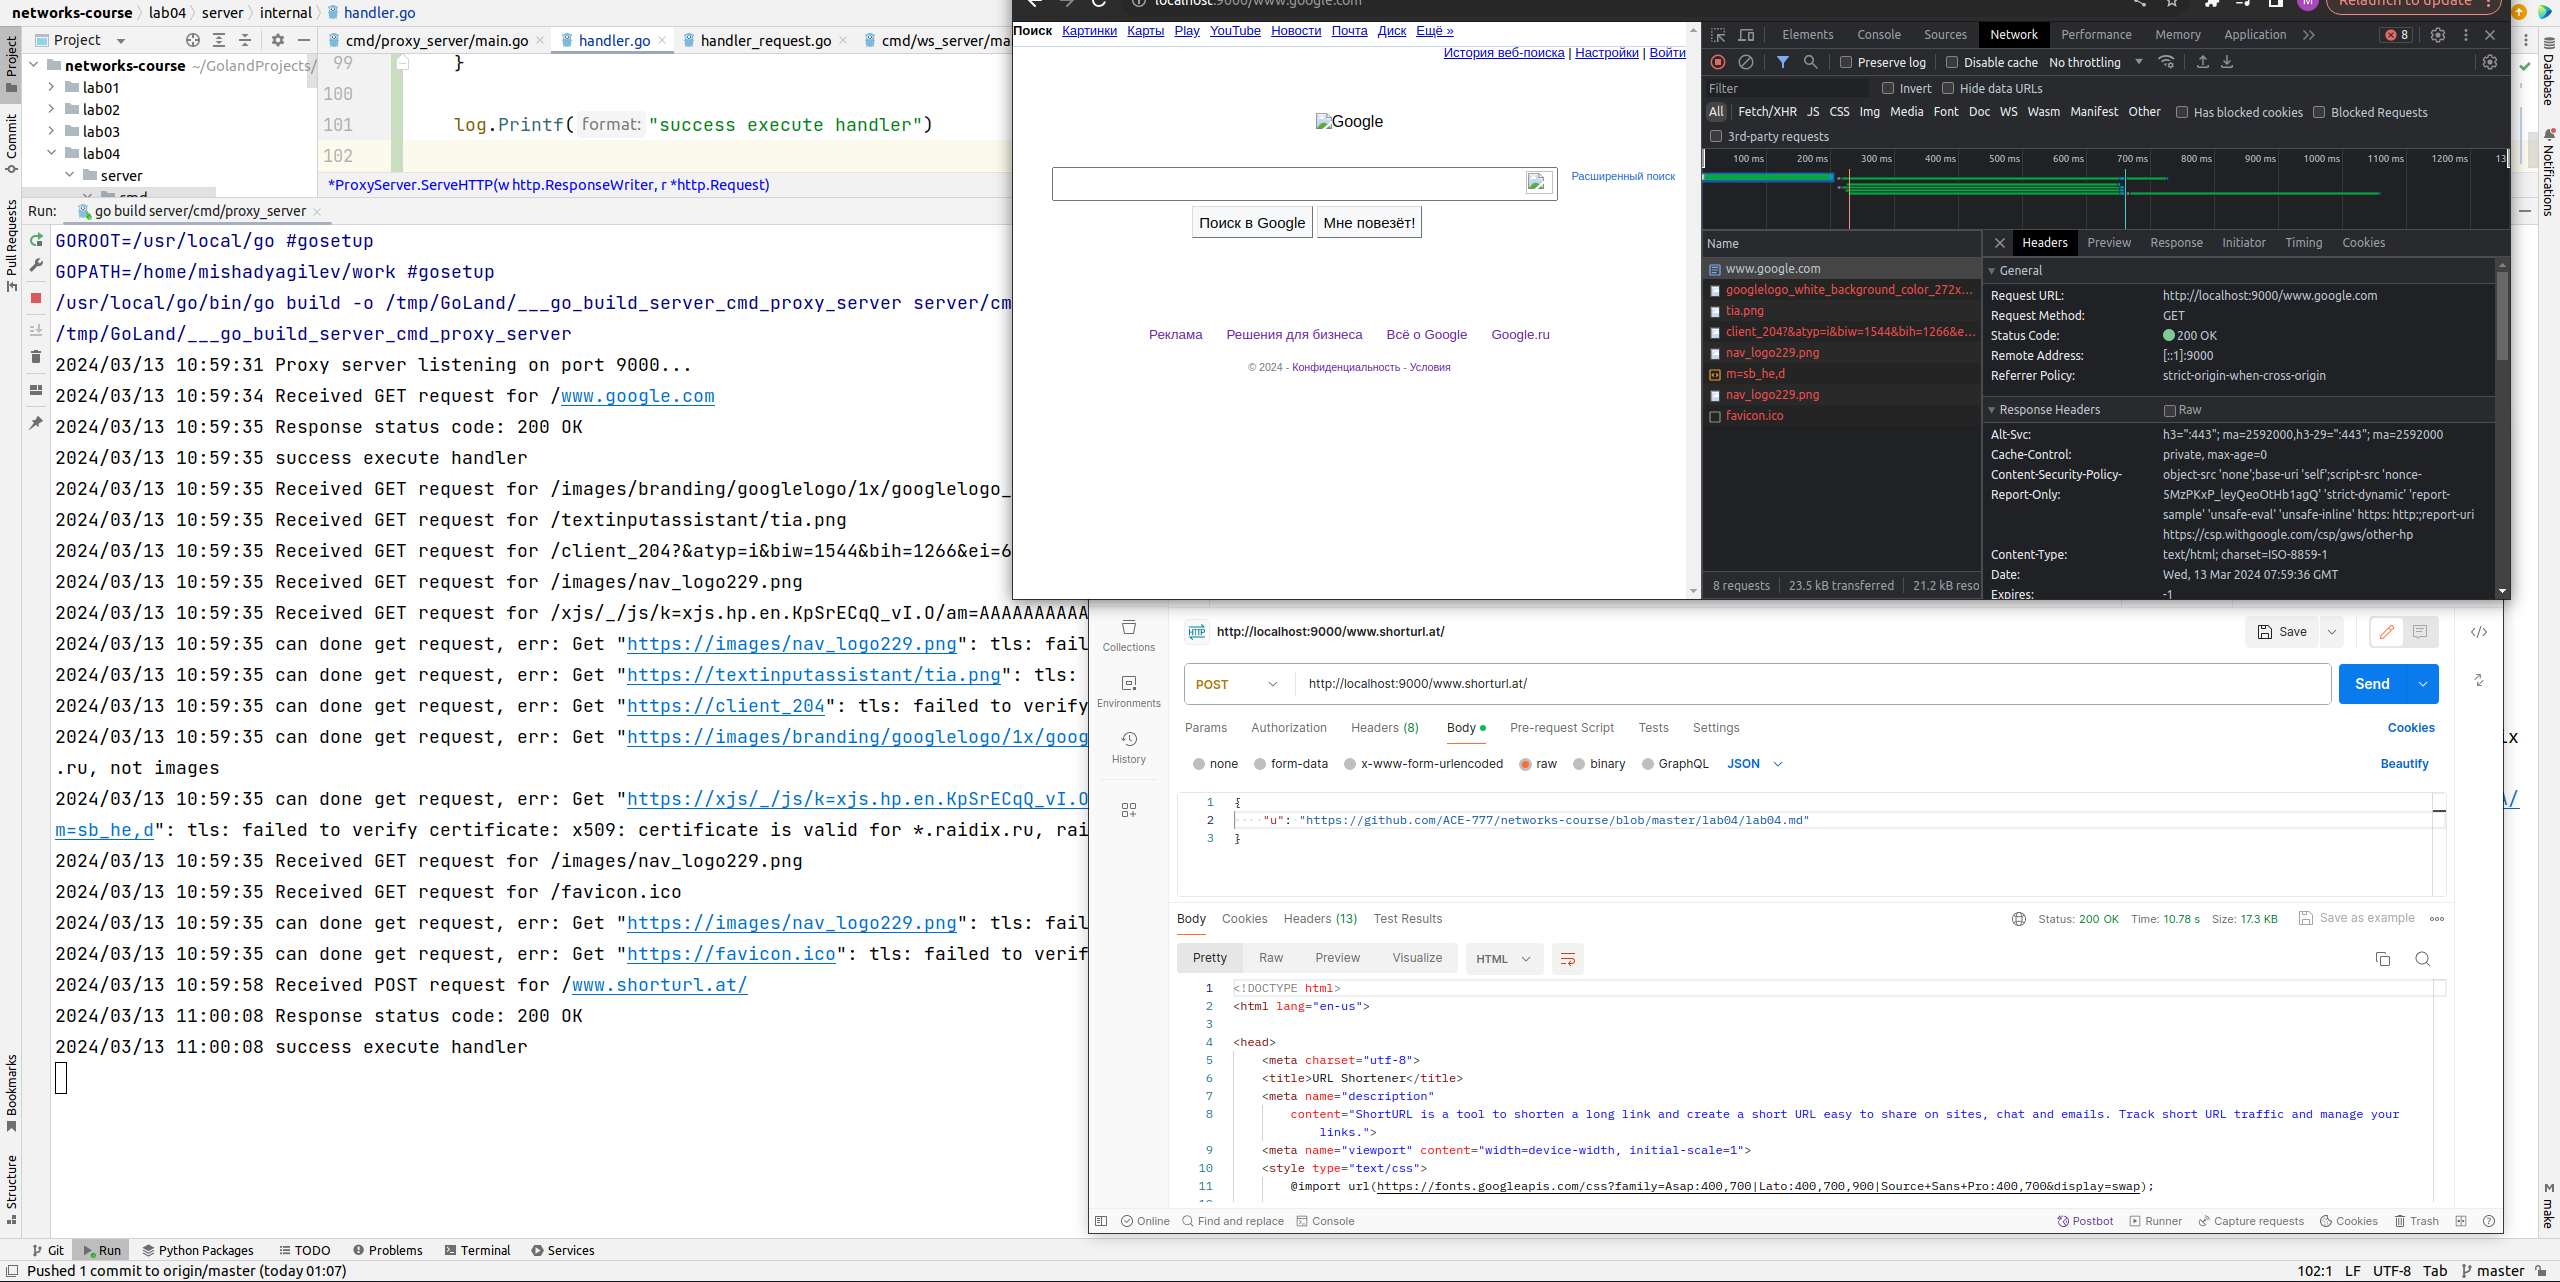 networks-course
lab04
server
internal
handler.go
Project
cmd/proxy_server/main.go
handler.go
handler_request.go
cmd/ws_server/ma
networks-course ~/GolandProjects/
lab01
lab02
lab03
lab04
server
cmd
99 }
100
101 log.Printf( format: "success execute handler")
102
*ProxyServer.ServeHTTP(w http.ResponseWriter, r *http.Request)
Run: go build server/cmd/proxy_server
GOROOT=/usr/local/go #gosetup
GOPATH=/home/mishadyagilev/work #gosetup
/usr/local/go/bin/go build -o /tmp/GoLand/___go_build_server_cmd_proxy_server server/cm
/tmp/GoLand/___go_build_server_cmd_proxy_server
2024/03/13 10:59:31 Proxy server listening on port 9000...
2024/03/13 10:59:34 Received GET request for /www.google.com
2024/03/13 10:59:35 Response status code: 200 OK
2024/03/13 10:59:35 success execute handler
2024/03/13 10:59:35 Received GET request for /images/branding/googlelogo/1x/googlelogo_
2024/03/13 10:59:35 Received GET request for /textinputassistant/tia.png
2024/03/13 10:59:35 Received GET request for /client_204?&atyp=i&biw=1544&bih=1266&ei=6
2024/03/13 10:59:35 Received GET request for /images/nav_logo229.png
2024/03/13 10:59:35 Received GET request for /xjs/_/js/k=xjs.hp.en.KpSrECqQ_vI.O/am=AAAAAAAAAA
2024/03/13 10:59:35 can done get request, err: Get "https://images/nav_logo229.png": tls: fail
2024/03/13 10:59:35 can done get request, err: Get "https://textinputassistant/tia.png": tls:
2024/03/13 10:59:35 can done get request, err: Get "https://client_204": tls: failed to verify
2024/03/13 10:59:35 can done get request, err: Get "https://images/branding/googlelogo/1x/goog
ix
.ru, not images
2024/03/13 10:59:35 can done get request, err: Get "https://xjs/_/js/k=xjs.hp.en.KpSrECqQ_vI.O
m=sb_he,d": tls: failed to verify certificate: x509: certificate is valid for *.raidix.ru, rai
2024/03/13 10:59:35 Received GET request for /images/nav_logo229.png
2024/03/13 10:59:35 Received GET request for /favicon.ico
2024/03/13 10:59:35 can done get request, err: Get "https://images/nav_logo229.png": tls: fail
2024/03/13 10:59:35 can done get request, err: Get "https://favicon.ico": tls: failed to verif
2024/03/13 10:59:58 Received POST request for /www.shorturl.at/
2024/03/13 11:00:08 Response status code: 200 OK
2024/03/13 11:00:08 success execute handler
Project
Commit
Pull Requests
Bookmarks
Structure
Git
Run
Python Packages
TODO
Problems
Terminal
Services
Pushed 1 commit to origin/master (today 01:07)
102:1 LF UTF-8 Tab master
Database
Notifications
make
localhost:9000/www.google.com
Relaunch to update
Поиск Картинки Карты Play YouTube Новости Почта Диск Ещё »
История веб-поиска | Настройки | Войти
Google
Расширенный поиск
Поиск в Google Мне повезёт!
Реклама Решения для бизнеса Всё о Google Google.ru
© 2024 - Конфиденциальность - Условия
Elements Console Sources Network Performance Memory Application 8
Preserve log Disable cache No throttling
Filter Invert Hide data URLs
All Fetch/XHR JS CSS Img Media Font Doc WS Wasm Manifest Other Has blocked cookies Blocked Requests
3rd-party requests
100 ms 200 ms 300 ms 400 ms 500 ms 600 ms 700 ms 800 ms 900 ms 1000 ms 1100 ms 1200 ms 13
Name
www.google.com
googlelogo_white_background_color_272x...
tia.png
client_204?&atyp=i&biw=1544&bih=1266&e...
nav_logo229.png
m=sb_he,d
nav_logo229.png
favicon.ico
8 requests 23.5 kB transferred 21.2 kB reso
Headers Preview Response Initiator Timing Cookies
General
Request URL: http://localhost:9000/www.google.com
Request Method: GET
Status Code: 200 OK
Remote Address: [::1]:9000
Referrer Policy: strict-origin-when-cross-origin
Response Headers Raw
Alt-Svc: h3=":443"; ma=2592000,h3-29=":443"; ma=2592000
Cache-Control: private, max-age=0
Content-Security-Policy- object-src 'none';base-uri 'self';script-src 'nonce-
Report-Only: 5MzPKxP_leyQeoOtHb1agQ' 'strict-dynamic' 'report-
sample' 'unsafe-eval' 'unsafe-inline' https: http:;report-uri
https://csp.withgoogle.com/csp/gws/other-hp
Content-Type: text/html; charset=ISO-8859-1
Date: Wed, 13 Mar 2024 07:59:36 GMT
Expires: -1
Collections
Environments
History
HTTP http://localhost:9000/www.shorturl.at/
Save
POST http://localhost:9000/www.shorturl.at/
Send
Params Authorization Headers (8) Body Pre-request Script Tests Settings Cookies
none form-data x-www-form-urlencoded raw binary GraphQL JSON Beautify
1 {
2 "u": "https://github.com/ACE-777/networks-course/blob/master/lab04/lab04.md"
3 }
Body Cookies Headers (13) Test Results Status: 200 OK Time: 10.78 s Size: 17.3 KB Save as example
Pretty Raw Preview Visualize HTML
1 <!DOCTYPE html>
2 <html lang="en-us">
3
4 <head>
5 <meta charset="utf-8">
6 <title>URL Shortener</title>
7 <meta name="description"
8 content="ShortURL is a tool to shorten a long link and create a short URL easy to share on sites, chat and emails. Track short URL traffic and manage your
links.">
9 <meta name="viewport" content="width=device-width, initial-scale=1">
10 <style type="text/css">
11 @import url(https://fonts.googleapis.com/css?family=Asap:400,700|Lato:400,700,900|Source+Sans+Pro:400,700&display=swap);
Online Find and replace Console Postbot Runner Capture requests Cookies Trash